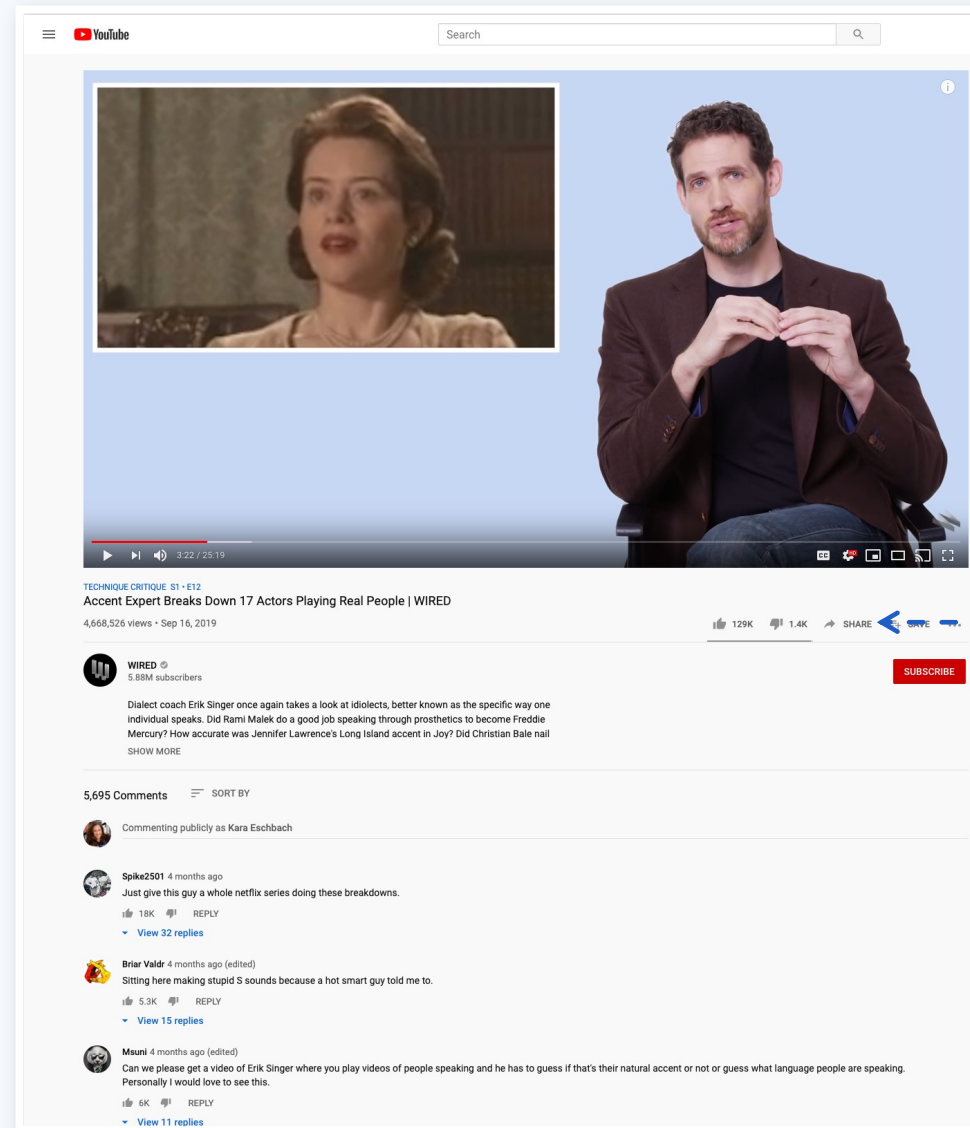 YouTube
Search
3:22 / 25:19
CC
HD
TECHNIQUE CRITIQUE S1 • E12
Accent Expert Breaks Down 17 Actors Playing Real People | WIRED
4,668,526 views • Sep 16, 2019
129K 1.4K SHARE SAVE
WIRED
5.88M subscribers
SUBSCRIBE
Dialect coach Erik Singer once again takes a look at idiolects, better known as the specific way one
individual speaks. Did Rami Malek do a good job speaking through prosthetics to become Freddie
Mercury? How accurate was Jennifer Lawrence's Long Island accent in Joy? Did Christian Bale nail
SHOW MORE
5,695 Comments SORT BY
Commenting publicly as Kara Eschbach
Spike2501 4 months ago
Just give this guy a whole netflix series doing these breakdowns.
18K REPLY
View 32 replies
Briar Valdr 4 months ago (edited)
Sitting here making stupid S sounds because a hot smart guy told me to.
5.3K REPLY
View 15 replies
Msuni 4 months ago (edited)
Can we please get a video of Erik Singer where you play videos of people speaking and he has to guess if that's their natural accent or not or guess what language people are speaking.
Personally I would love to see this.
6K REPLY
View 11 replies